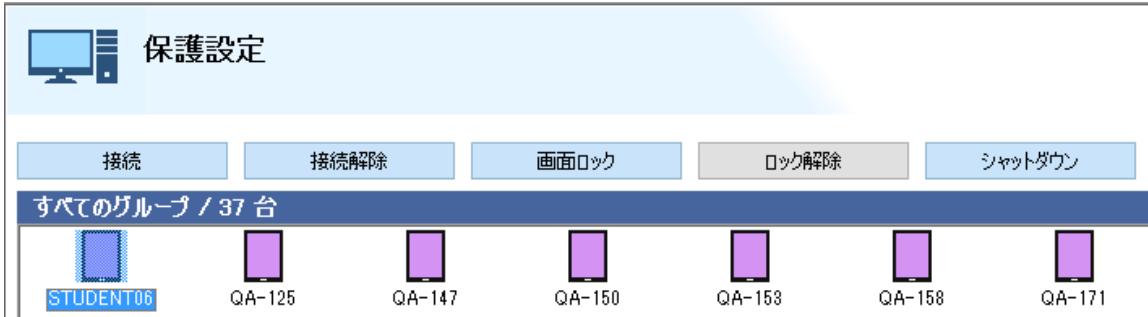 保護設定
接続 接続解除 画面ロック ロック解除 シャットダウン
すべてのグループ / 37 台
STUDENT06 QA-125 QA-147 QA-150 QA-153 QA-158 QA-171